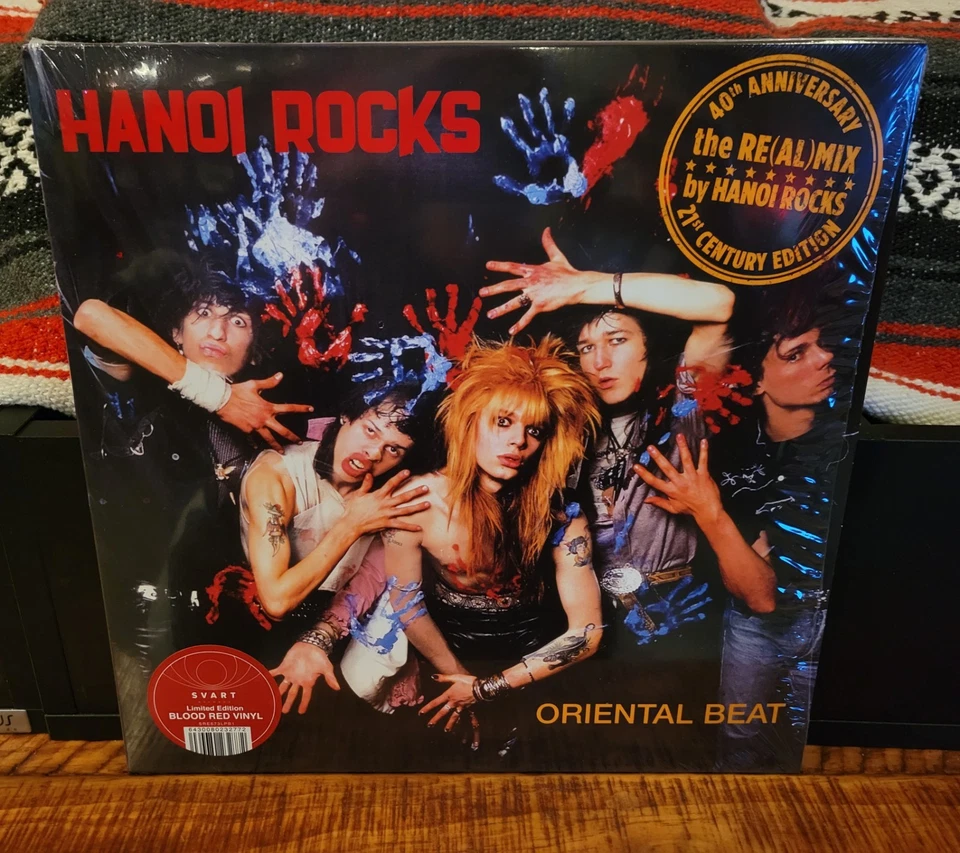 HANOI ROCKS
40th ANNIVERSARY
the RE(AL)MIX
by HANOI ROCKS
21st CENTURY EDITION
ORIENTAL BEAT
SVART
Limited Edition
BLOOD RED VINYL
6430080232772